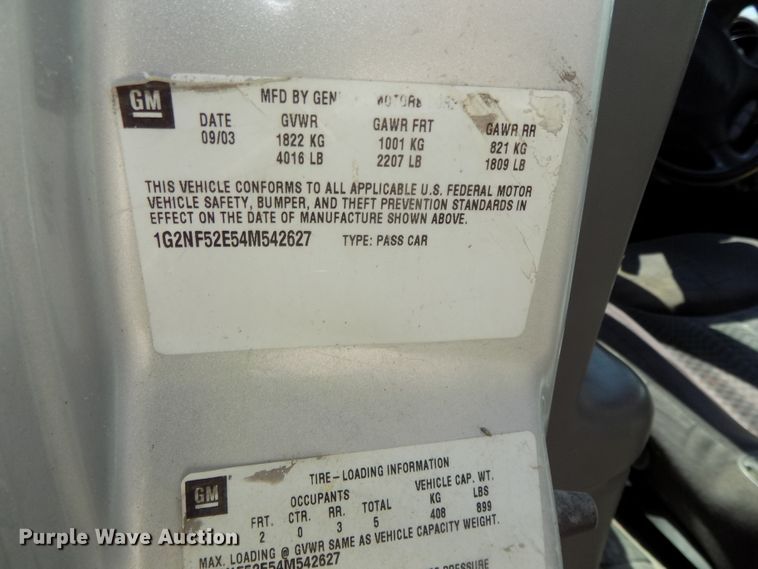 GM
MFD BY GEN MOTORS
DATE GVWR GAWR FRT GAWR RR
09/03 1822 KG 1001 KG 821 KG
4016 LB 2207 LB 1809 LB
THIS VEHICLE CONFORMS TO ALL APPLICABLE U.S. FEDERAL MOTOR
VEHICLE SAFETY, BUMPER, AND THEFT PREVENTION STANDARDS IN
EFFECT ON THE DATE OF MANUFACTURE SHOWN ABOVE.
1G2NF52E54M542627 TYPE: PASS CAR
GM
TIRE-LOADING INFORMATION
OCCUPANTS VEHICLE CAP. WT.
FRT. CTR. RR. TOTAL KG LBS
2 0 3 5 408 899
MAX. LOADING @ GVWR SAME AS VEHICLE CAPACITY WEIGHT.
NF52E54M542627
PRESSURE
Purple Wave Auction